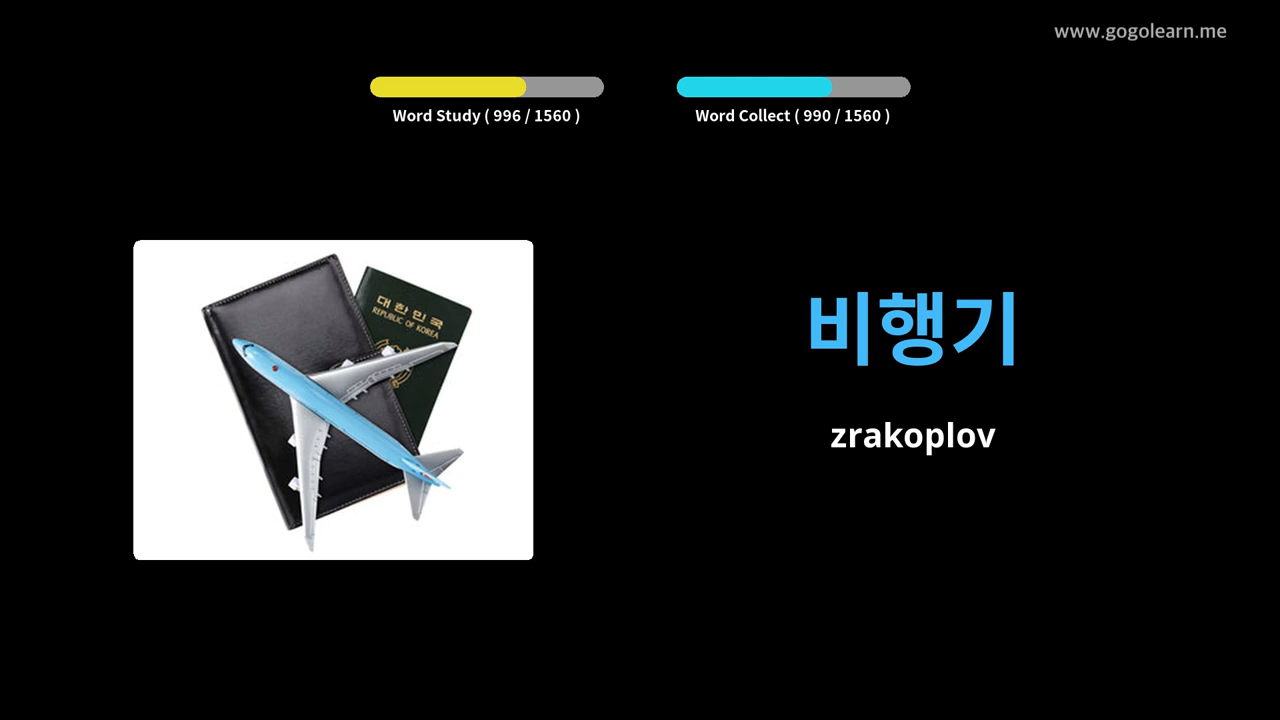 www.gogolearn.me
Word Study ( 996 / 1560 )
Word Collect ( 990 / 1560 )
대한민국
REPUBLIC OF KOREA
비행기
zrakoplov